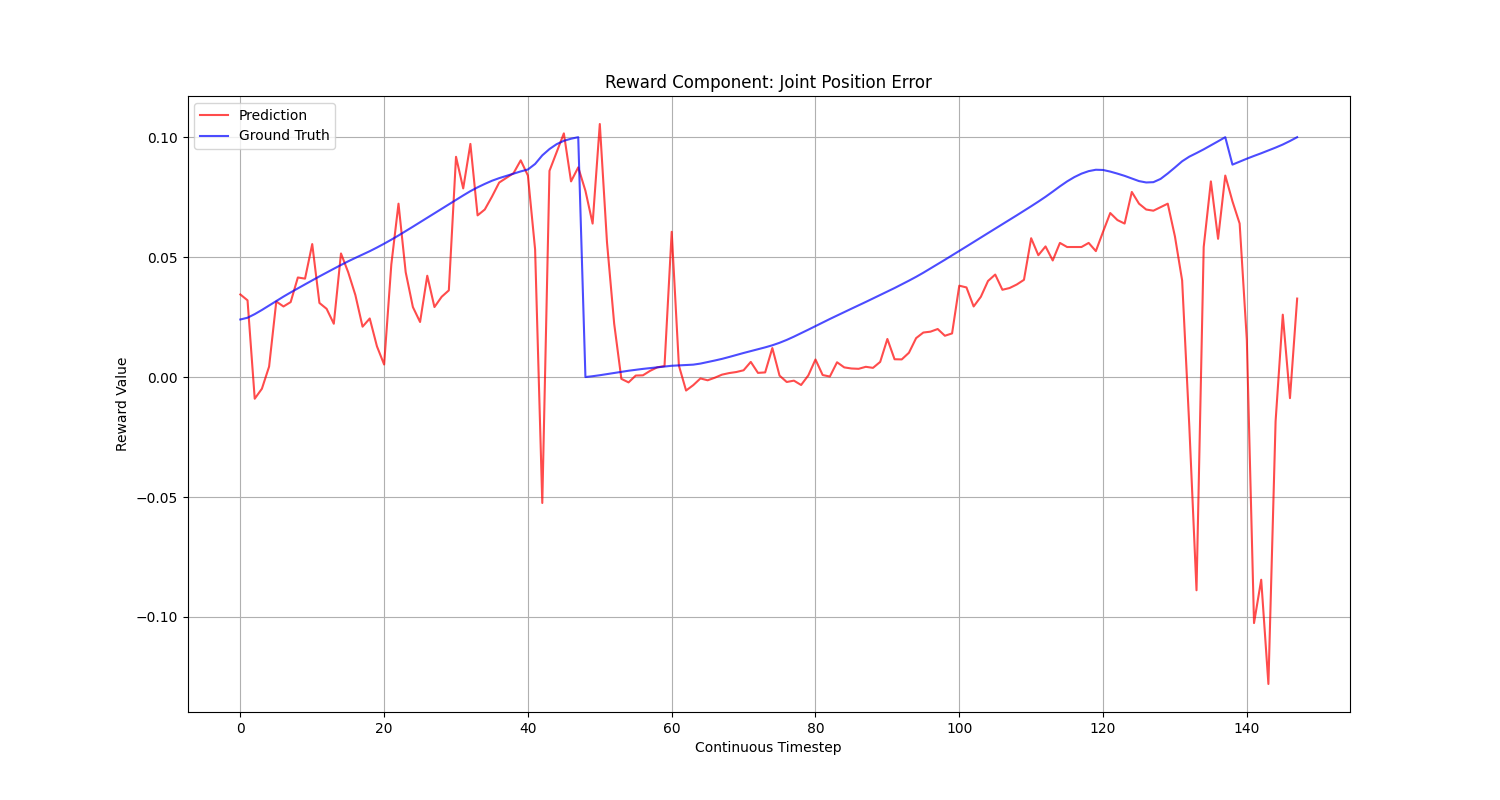 Reward Component: Joint Position Error
Prediction
Ground Truth
Reward Value
0.10
0.05
0.00
−0.05
−0.10
0 20 40 60 80 100 120 140
Continuous Timestep